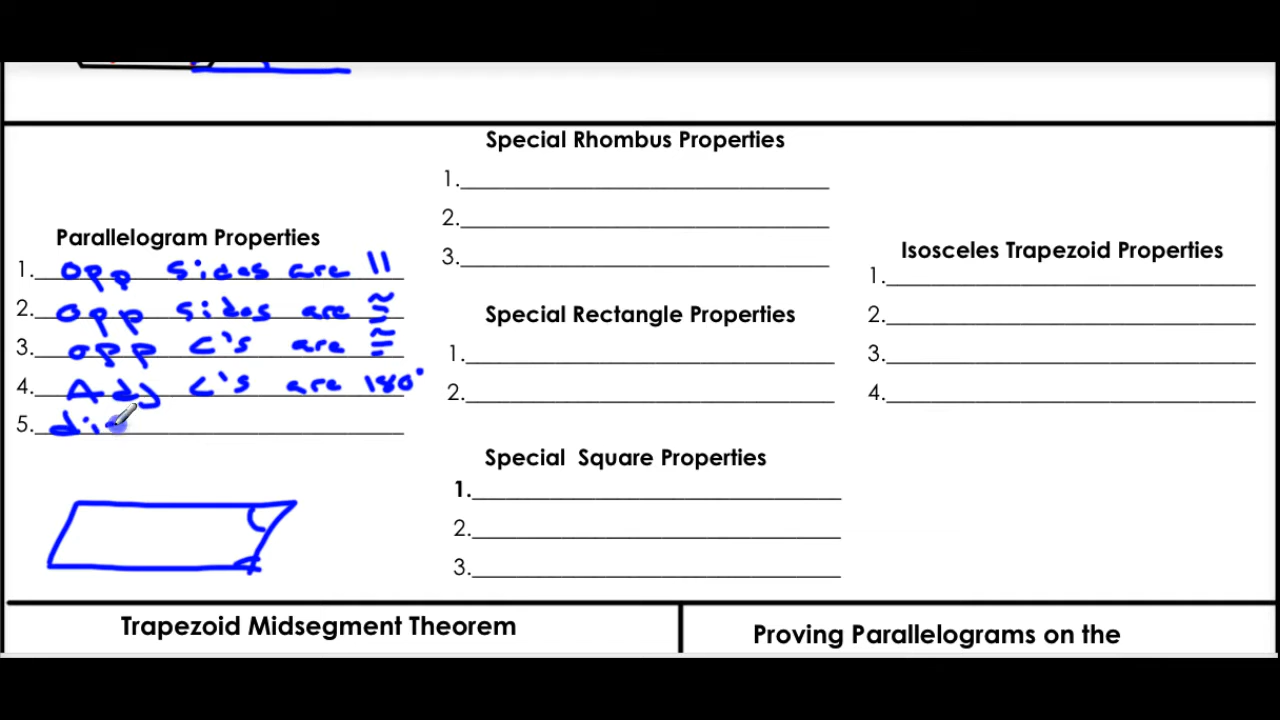 Parallelogram Properties
1. opp sides are ||
2. opp sides are ≅
3. opp <'s are ≅
4. Adj <'s are 180°
5. di
Special Rhombus Properties
1.
2.
3.
Special Rectangle Properties
1.
2.
Special Square Properties
1.
2.
3.
Isosceles Trapezoid Properties
1.
2.
3.
4.
Trapezoid Midsegment Theorem
Proving Parallelograms on the